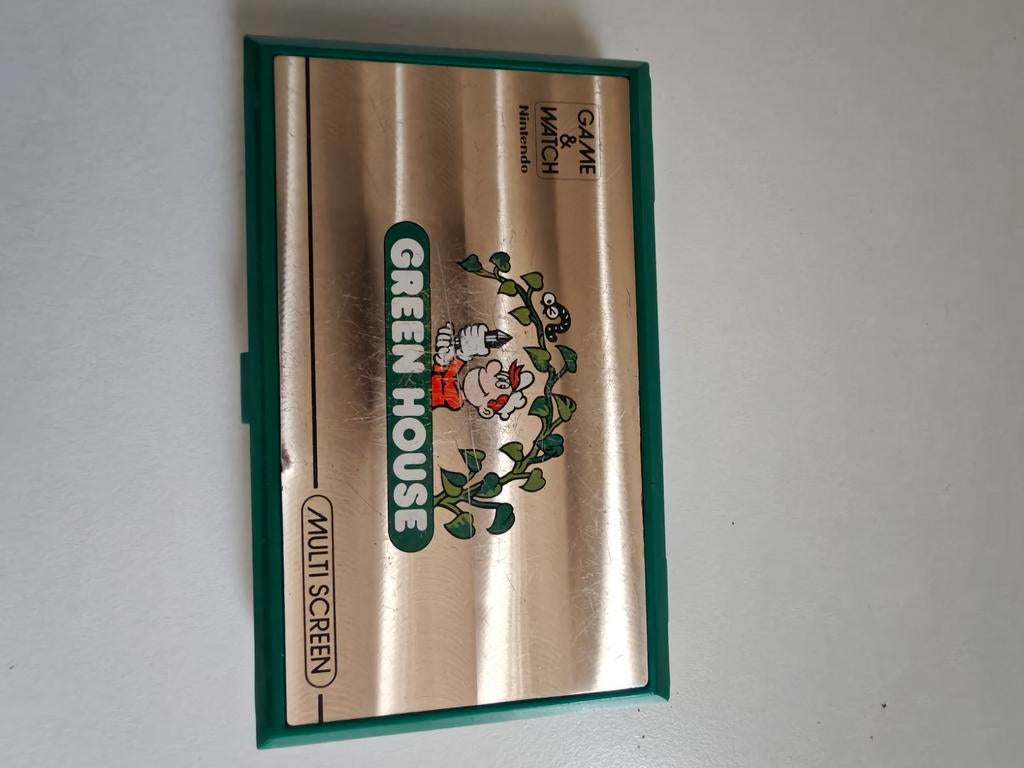 GAME
&
WATCH
Nintendo
GREEN HOUSE
MULTI SCREEN